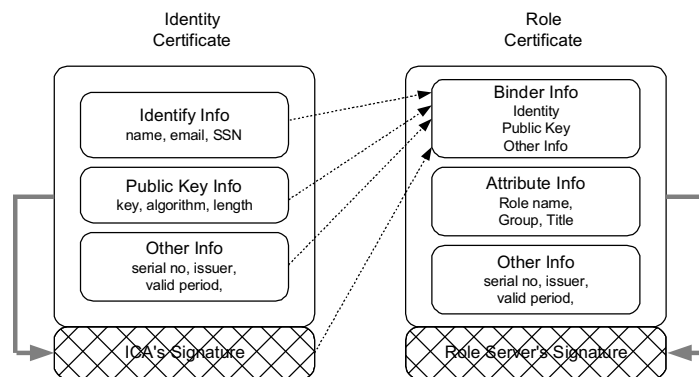 Identity
Certificate
Identify Info
name, email, SSN
Public Key Info
key, algorithm, length
Other Info
serial no, issuer,
valid period,
ICA's Signature
Role
Certificate
Binder Info
Identity
Public Key
Other Info
Attribute Info
Role name,
Group, Title
Other Info
serial no, issuer,
valid period,
Role Server's Signature